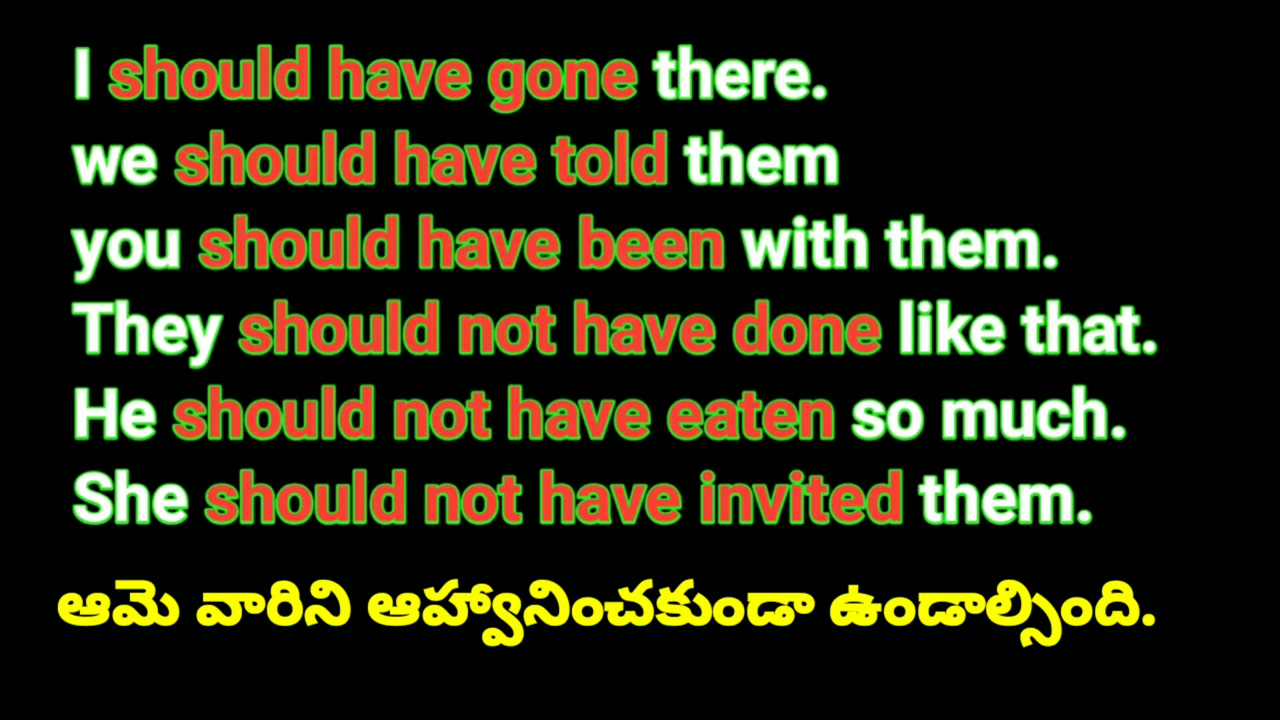 I should have gone there.
we should have told them
you should have been with them.
They should not have done like that.
He should not have eaten so much.
She should not have invited them.
ఆమె వారిని ఆహ్వానించకుండా ఉండాల్సింది.